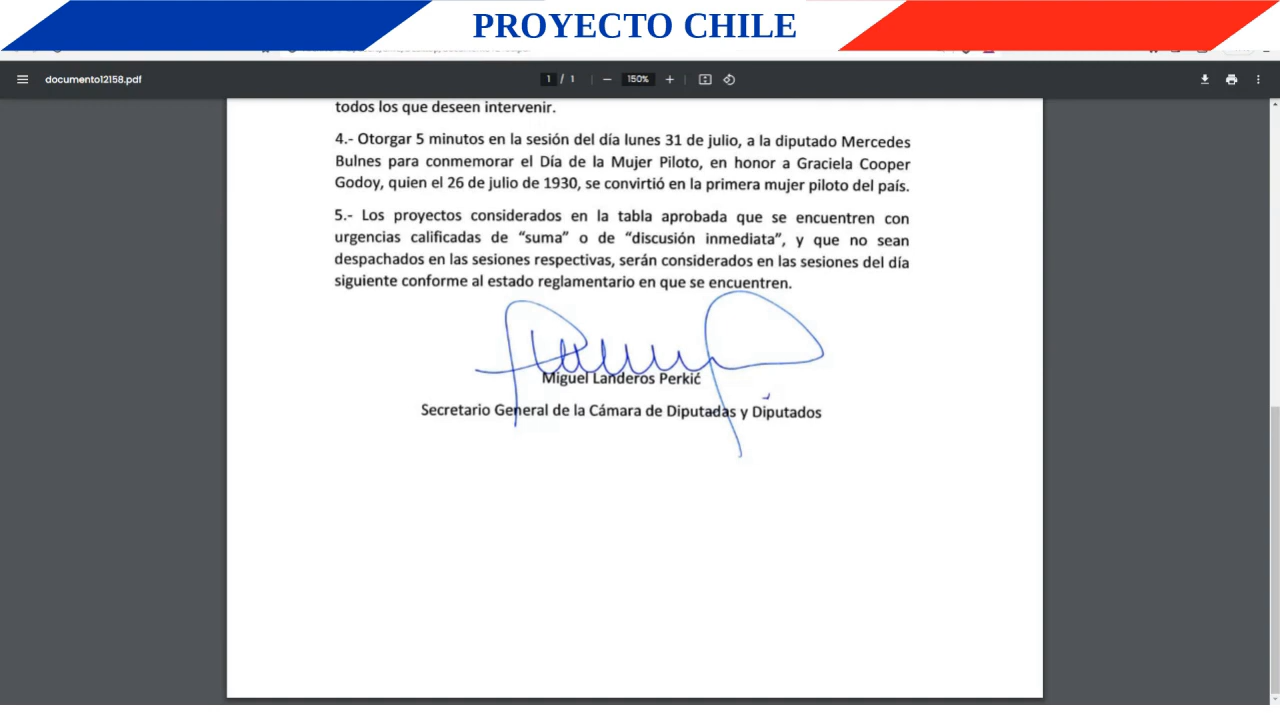 PROYECTO CHILE
documento12158.pdf
1 / 1
150%
todos los que deseen intervenir.
4.- Otorgar 5 minutos en la sesión del día lunes 31 de julio, a la diputado Mercedes
Bulnes para conmemorar el Día de la Mujer Piloto, en honor a Graciela Cooper
Godoy, quien el 26 de julio de 1930, se convirtió en la primera mujer piloto del país.
5.- Los proyectos considerados en la tabla aprobada que se encuentren con
urgencias calificadas de “suma” o de “discusión inmediata”, y que no sean
despachados en las sesiones respectivas, serán considerados en las sesiones del día
siguiente conforme al estado reglamentario en que se encuentren.
Miguel Landeros Perkić
Secretario General de la Cámara de Diputadas y Diputados